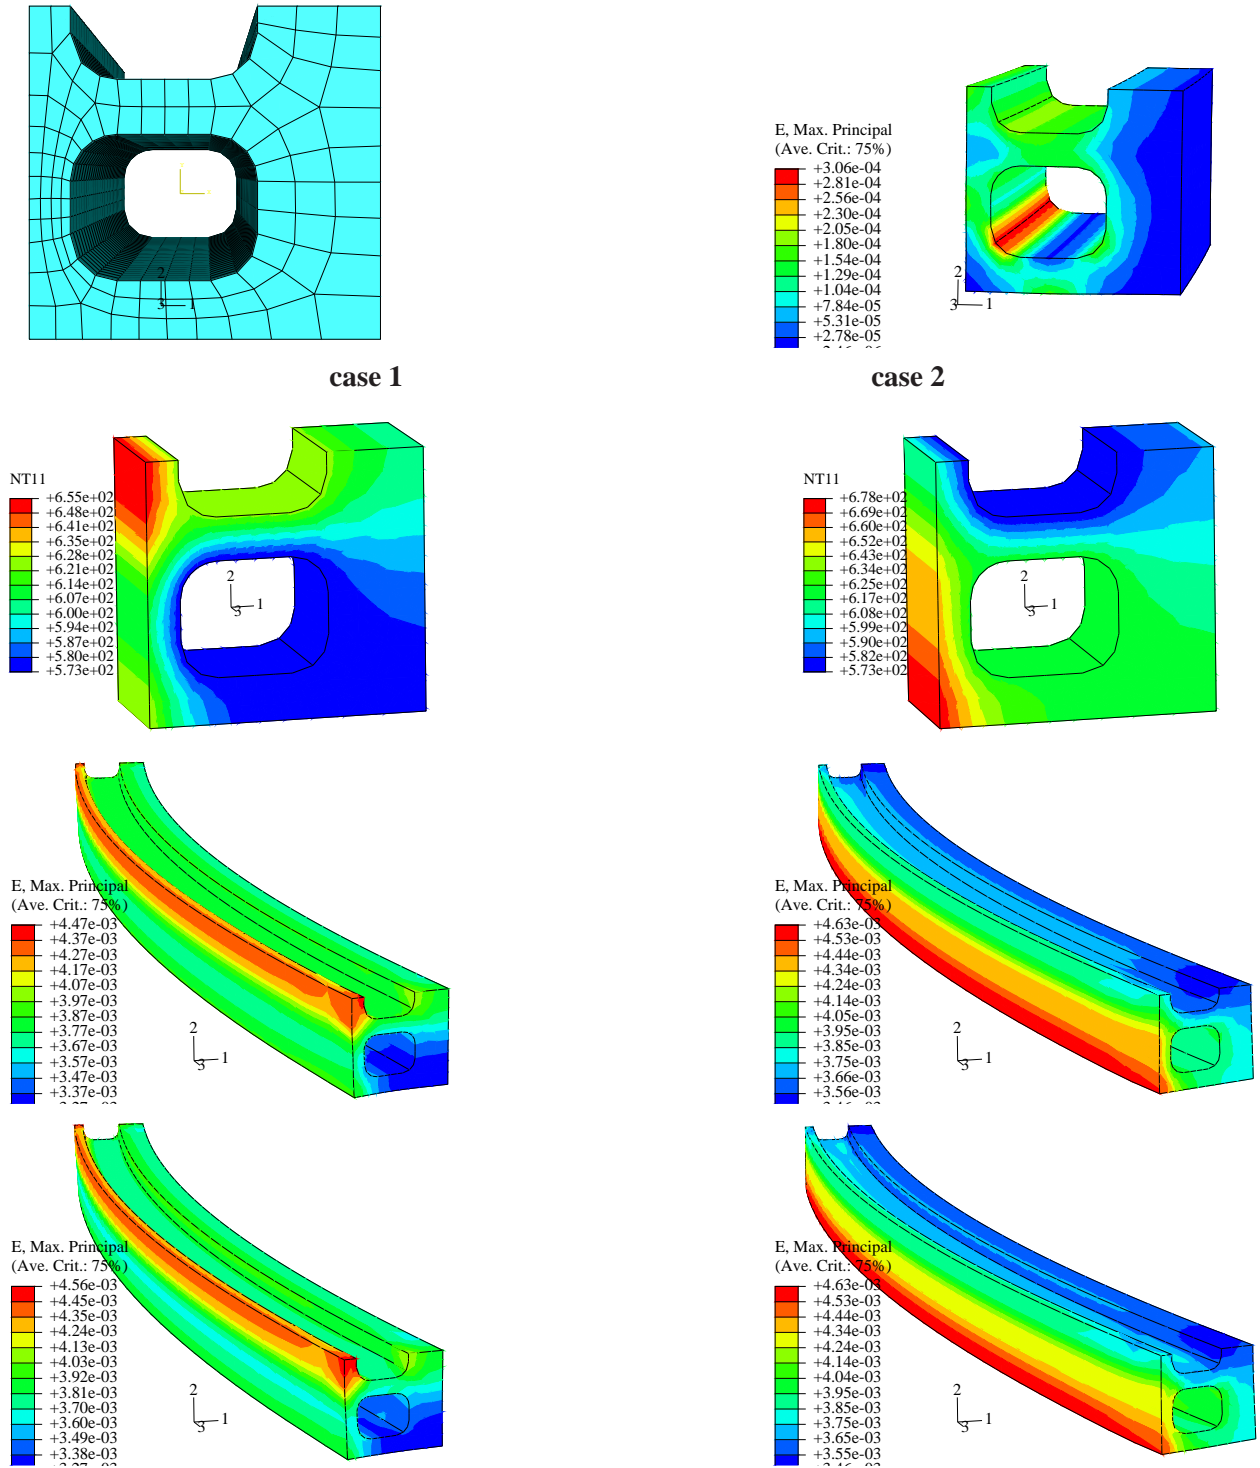 2
3
1
E, Max. Principal
(Ave. Crit.: 75%)
+3.06e-04
+2.81e-04
+2.56e-04
+2.30e-04
+2.05e-04
+1.80e-04
+1.54e-04
+1.29e-04
+1.04e-04
+7.84e-05
+5.31e-05
+2.78e-05
2
3
1
case 1
case 2
NT11
+6.55e+02
+6.48e+02
+6.41e+02
+6.35e+02
+6.28e+02
+6.21e+02
+6.14e+02
+6.07e+02
+6.00e+02
+5.94e+02
+5.87e+02
+5.80e+02
+5.73e+02
2
3
1
NT11
+6.78e+02
+6.69e+02
+6.60e+02
+6.52e+02
+6.43e+02
+6.34e+02
+6.25e+02
+6.17e+02
+6.08e+02
+5.99e+02
+5.90e+02
+5.82e+02
+5.73e+02
2
3
1
E, Max. Principal
(Ave. Crit.: 75%)
+4.47e-03
+4.37e-03
+4.27e-03
+4.17e-03
+4.07e-03
+3.97e-03
+3.87e-03
+3.77e-03
+3.67e-03
+3.57e-03
+3.47e-03
+3.37e-03
2
3
1
E, Max. Principal
(Ave. Crit.: 75%)
+4.63e-03
+4.53e-03
+4.44e-03
+4.34e-03
+4.24e-03
+4.14e-03
+4.05e-03
+3.95e-03
+3.85e-03
+3.75e-03
+3.66e-03
+3.56e-03
2
3
1
E, Max. Principal
(Ave. Crit.: 75%)
+4.56e-03
+4.45e-03
+4.35e-03
+4.24e-03
+4.13e-03
+4.03e-03
+3.92e-03
+3.81e-03
+3.70e-03
+3.60e-03
+3.49e-03
+3.38e-03
2
3
1
E, Max. Principal
(Ave. Crit.: 75%)
+4.63e-03
+4.53e-03
+4.44e-03
+4.34e-03
+4.24e-03
+4.14e-03
+4.04e-03
+3.95e-03
+3.85e-03
+3.75e-03
+3.65e-03
+3.55e-03
2
3
1